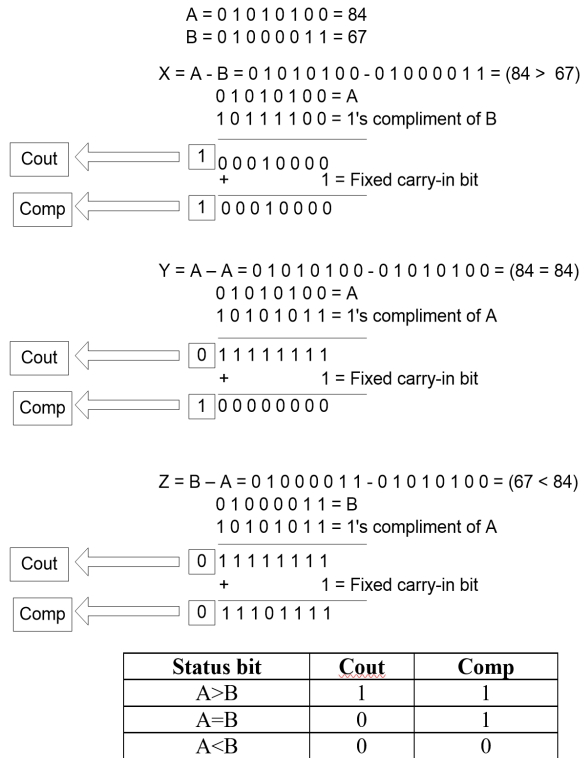 A = 0 1 0 1 0 1 0 0 = 84
B = 0 1 0 0 0 0 1 1 = 67
X = A - B = 0 1 0 1 0 1 0 0 - 0 1 0 0 0 0 1 1 = (84 > 67)
0 1 0 1 0 1 0 0 = A
1 0 1 1 1 1 0 0 = 1's compliment of B
Cout 1 0 0 0 1 0 0 0 0
+ 1 = Fixed carry-in bit
Comp 1 0 0 0 1 0 0 0 0
Y = A – A = 0 1 0 1 0 1 0 0 - 0 1 0 1 0 1 0 0 = (84 = 84)
0 1 0 1 0 1 0 0 = A
1 0 1 0 1 0 1 1 = 1's compliment of A
Cout 0 1 1 1 1 1 1 1 1
+ 1 = Fixed carry-in bit
Comp 1 0 0 0 0 0 0 0 0
Z = B – A = 0 1 0 0 0 0 1 1 - 0 1 0 1 0 1 0 0 = (67 < 84)
0 1 0 0 0 0 1 1 = B
1 0 1 0 1 0 1 1 = 1's compliment of A
Cout 0 1 1 1 1 1 1 1 1
+ 1 = Fixed carry-in bit
Comp 0 1 1 1 0 1 1 1 1
Status bit Cout Comp
A>B 1 1
A=B 0 1
A<B 0 0